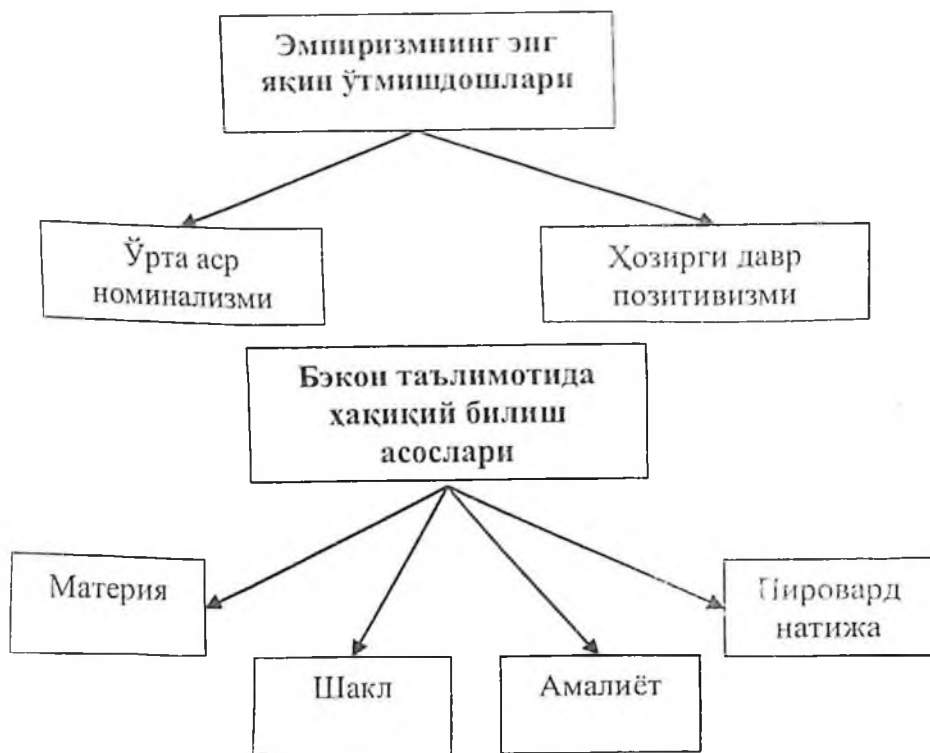 Эмпиризмнинг энг
яқин ўтмишдошлари
Ўрта аср
номинализми
Ҳозирги давр
позитивизми
Бэкон таълимотида
ҳақиқий билиш
асослари
Материя
Шакл
Амалиёт
Пировард
натижа